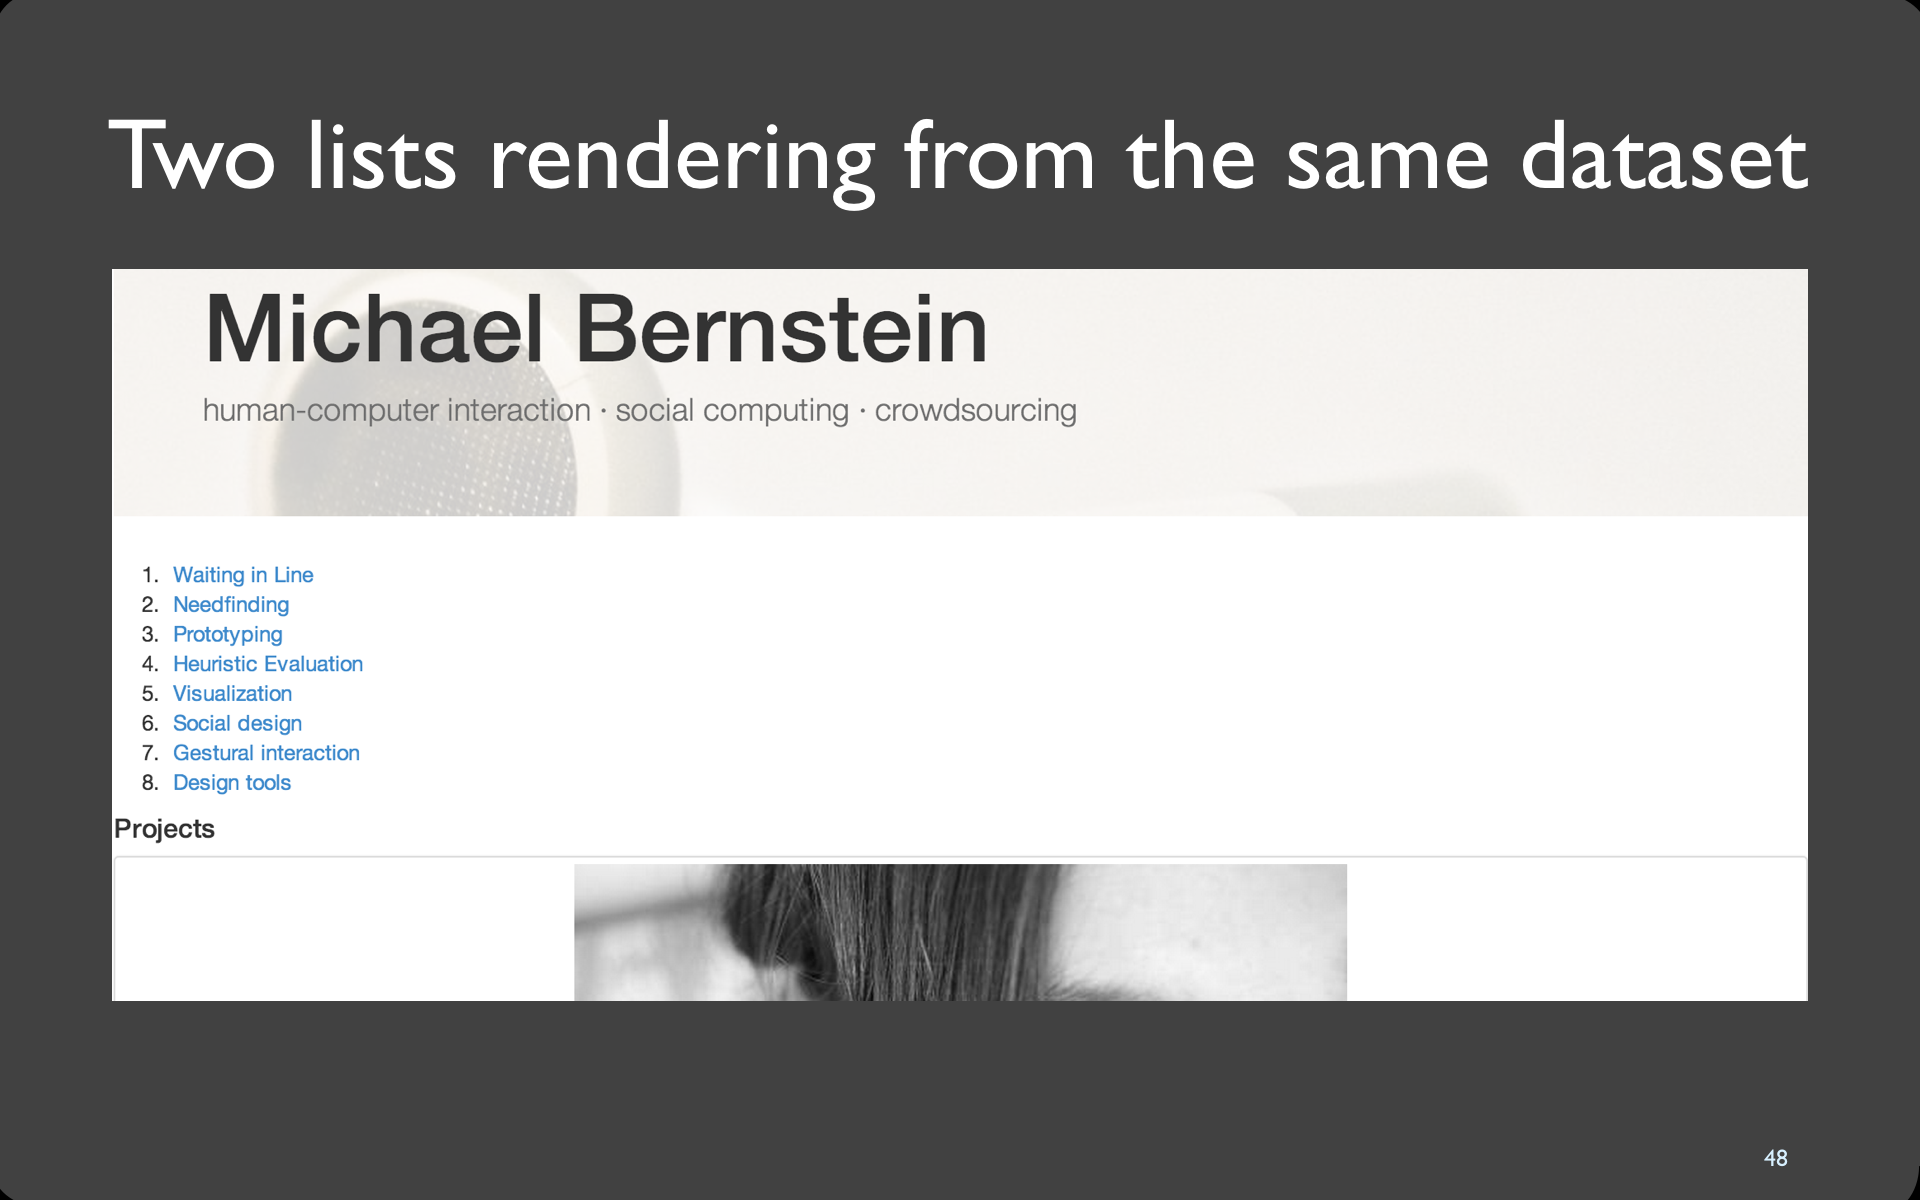 Two lists rendering from the same dataset
Michael Bernstein
human-computer interaction · social computing · crowdsourcing
1. Waiting in Line
2. Needfinding
3. Prototyping
4. Heuristic Evaluation
5. Visualization
6. Social design
7. Gestural interaction
8. Design tools
Projects
48